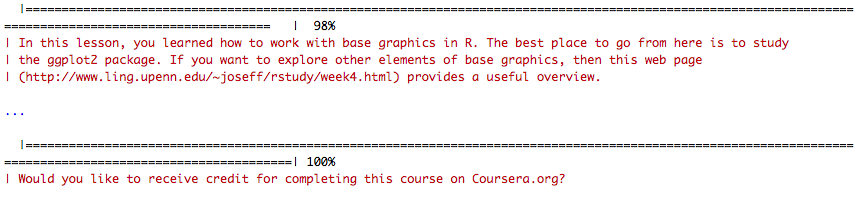 |===================================================================================================================
=====================================   |  98%
| In this lesson, you learned how to work with base graphics in R. The best place to go from here is to study
| the ggplot2 package. If you want to explore other elements of base graphics, then this web page
| (http://www.ling.upenn.edu/~joseff/rstudy/week4.html) provides a useful overview.
...
|===================================================================================================================
========================================| 100%
| Would you like to receive credit for completing this course on Coursera.org?